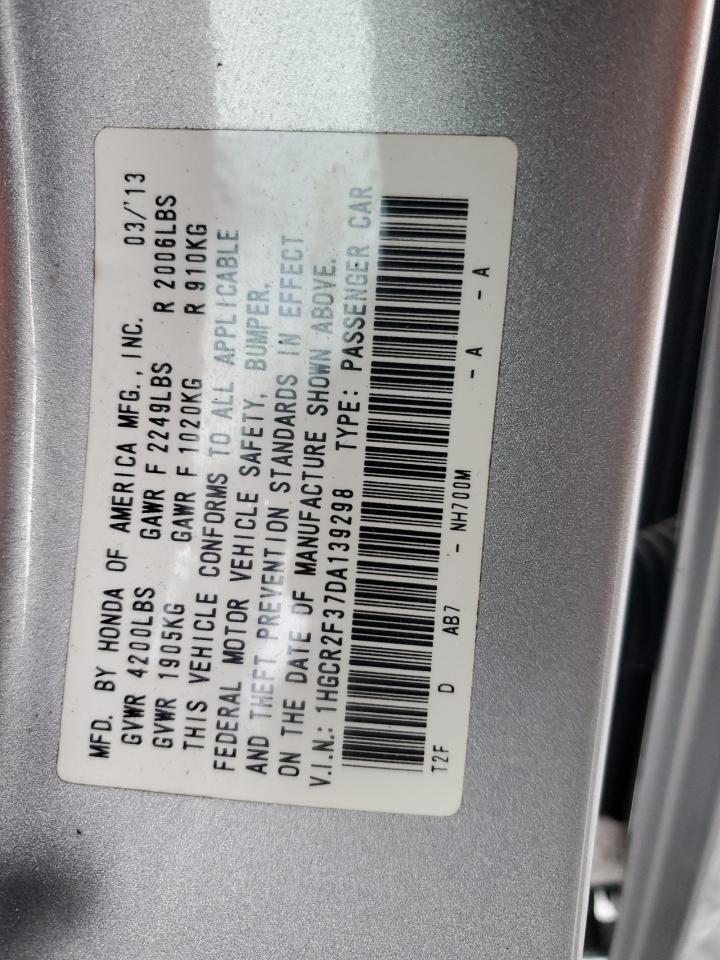 MFD. BY HONDA OF AMERICA MFG., INC. 03/'13
GVWR 4200LBS GAWR F 2249LBS R 2006LBS
GVWR 1905KG GAWR F 1020KG R 910KG
THIS VEHICLE CONFORMS TO ALL APPLICABLE
FEDERAL MOTOR VEHICLE SAFETY, BUMPER,
AND THEFT PREVENTION STANDARDS IN EFFECT
ON THE DATE OF MANUFACTURE SHOWN ABOVE.
V.I.N.: 1HGCR2F37DA139298 TYPE: PASSENGER CAR
T2F D AB7 - NH700M - A - A